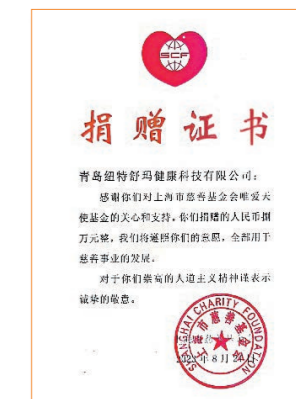 SCF
捐赠证书
青岛纽特舒玛健康科技有限公司：
感谢你们对上海市慈善基金会唯爱天
使基金的关心和支持，你们捐赠的人民币捌
万元整，我们将遵照你们的意愿，全部用于
慈善事业的发展。
对于你们崇高的人道主义精神谨表示
诚挚的敬意。
SHANGHAI CHARITY FOUNDATION
上海市慈善基金会
年8月